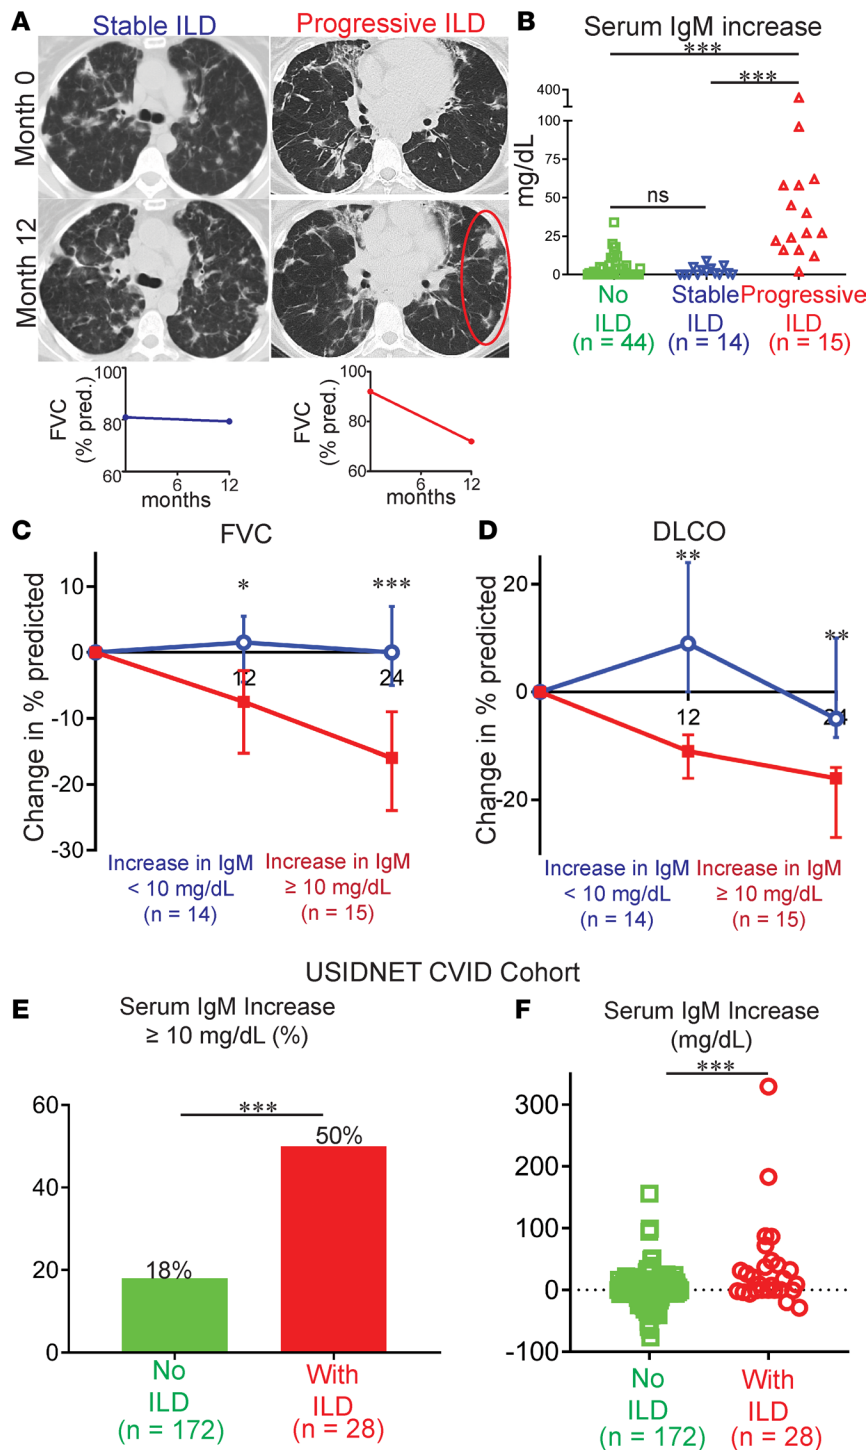 A
Stable ILD
Progressive ILD
Month 0
Month 12
FVC
(% pred.)
100
80
60
6
12
months
FVC
(% pred.)
100
80
60
6
12
months
B
Serum IgM increase
***
***
ns
mg/dL
400
100
75
50
25
0
No
ILD
(n = 44)
Stable
ILD
(n = 14)
Progressive
ILD
(n = 15)
C
FVC
Change in % predicted
10
0
-10
-20
-30
*
***
12
24
Increase in IgM
< 10 mg/dL
(n = 14)
Increase in IgM
≥ 10 mg/dL
(n = 15)
D
DLCO
Change in % predicted
20
0
-20
**
**
12
24
Increase in IgM
< 10 mg/dL
(n = 14)
Increase in IgM
≥ 10 mg/dL
(n = 15)
USIDNET CVID Cohort
E
Serum IgM Increase
≥ 10 mg/dL (%)
60
40
20
0
***
18%
50%
No
ILD
(n = 172)
With
ILD
(n = 28)
F
Serum IgM Increase
(mg/dL)
***
300
200
100
0
-100
No
ILD
(n = 172)
With
ILD
(n = 28)